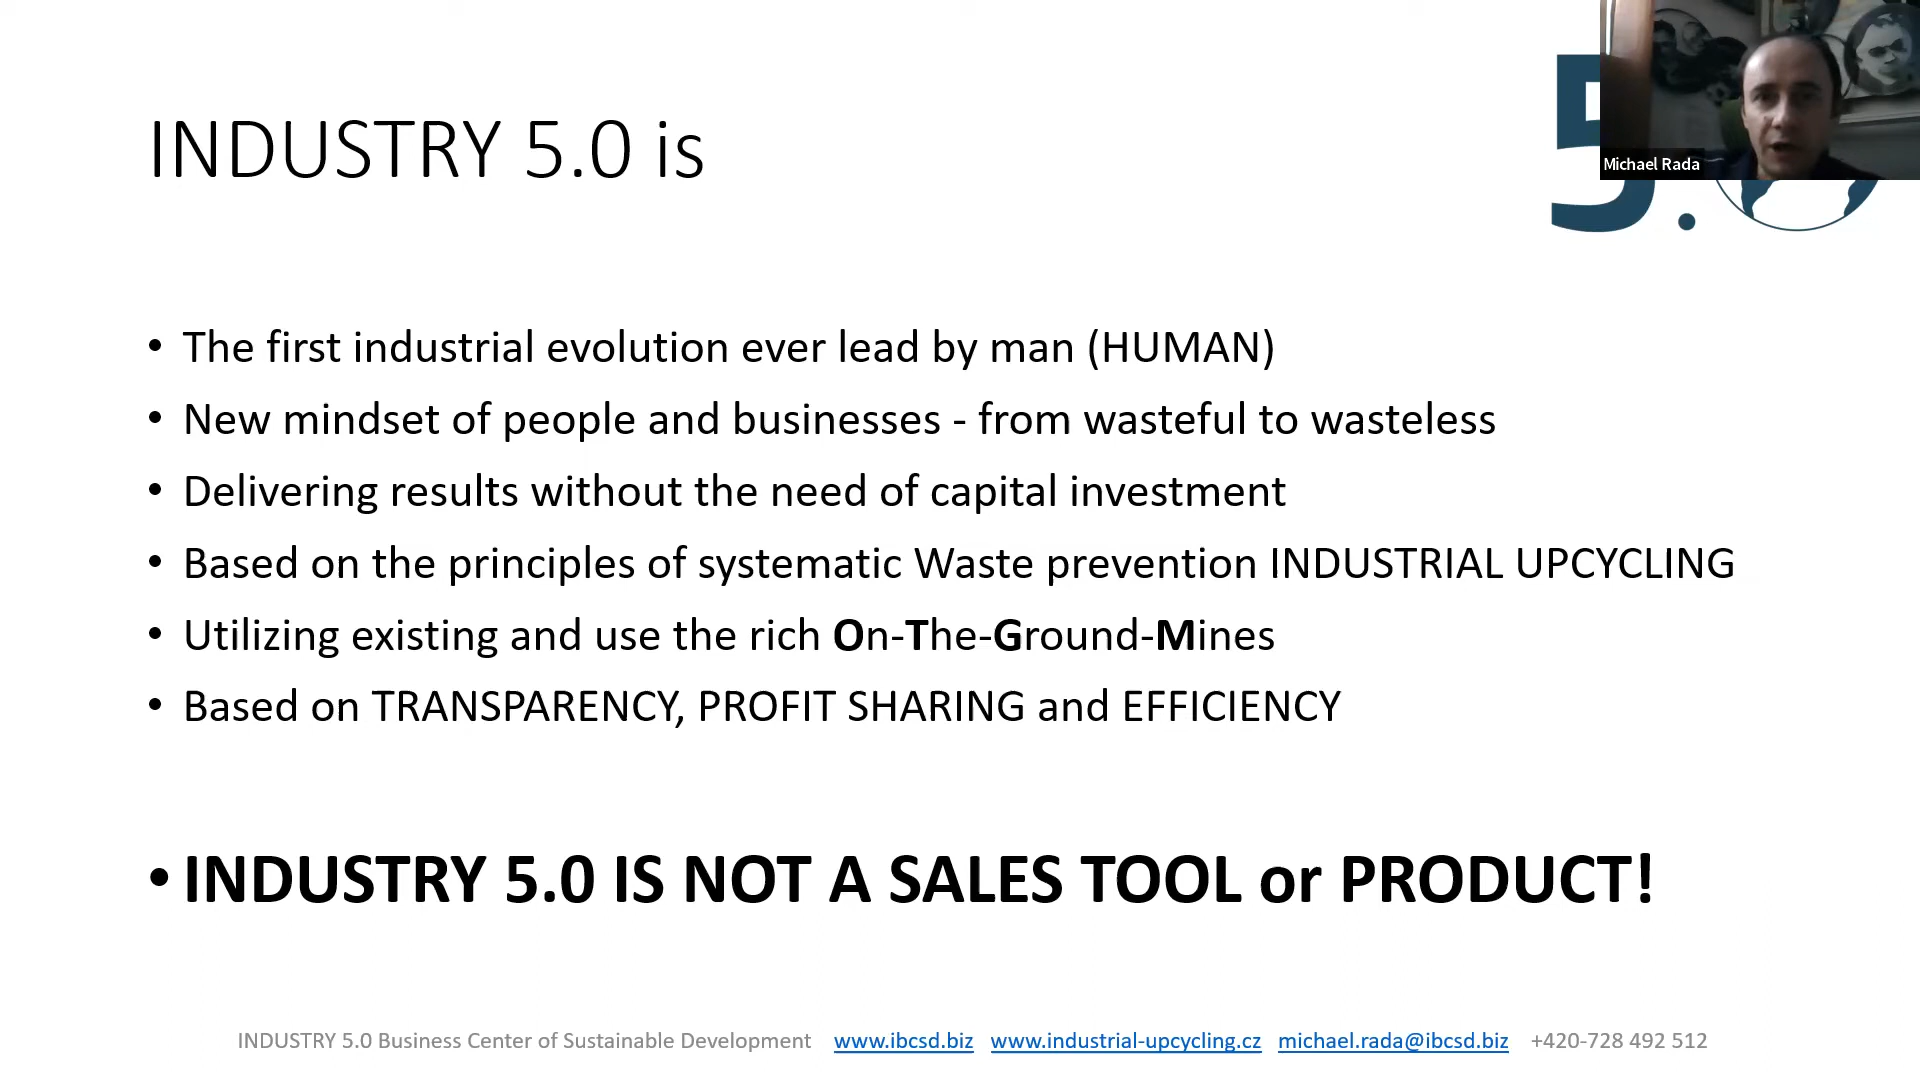 INDUSTRY 5.0 is
5.
Michael Rada
• The first industrial evolution ever lead by man (HUMAN)
• New mindset of people and businesses - from wasteful to wasteless
• Delivering results without the need of capital investment
• Based on the principles of systematic Waste prevention INDUSTRIAL UPCYCLING
• Utilizing existing and use the rich On-The-Ground-Mines
• Based on TRANSPARENCY, PROFIT SHARING and EFFICIENCY
• INDUSTRY 5.0 IS NOT A SALES TOOL or PRODUCT!
INDUSTRY 5.0 Business Center of Sustainable Development www.ibcsd.biz www.industrial-upcycling.cz michael.rada@ibcsd.biz +420-728 492 512